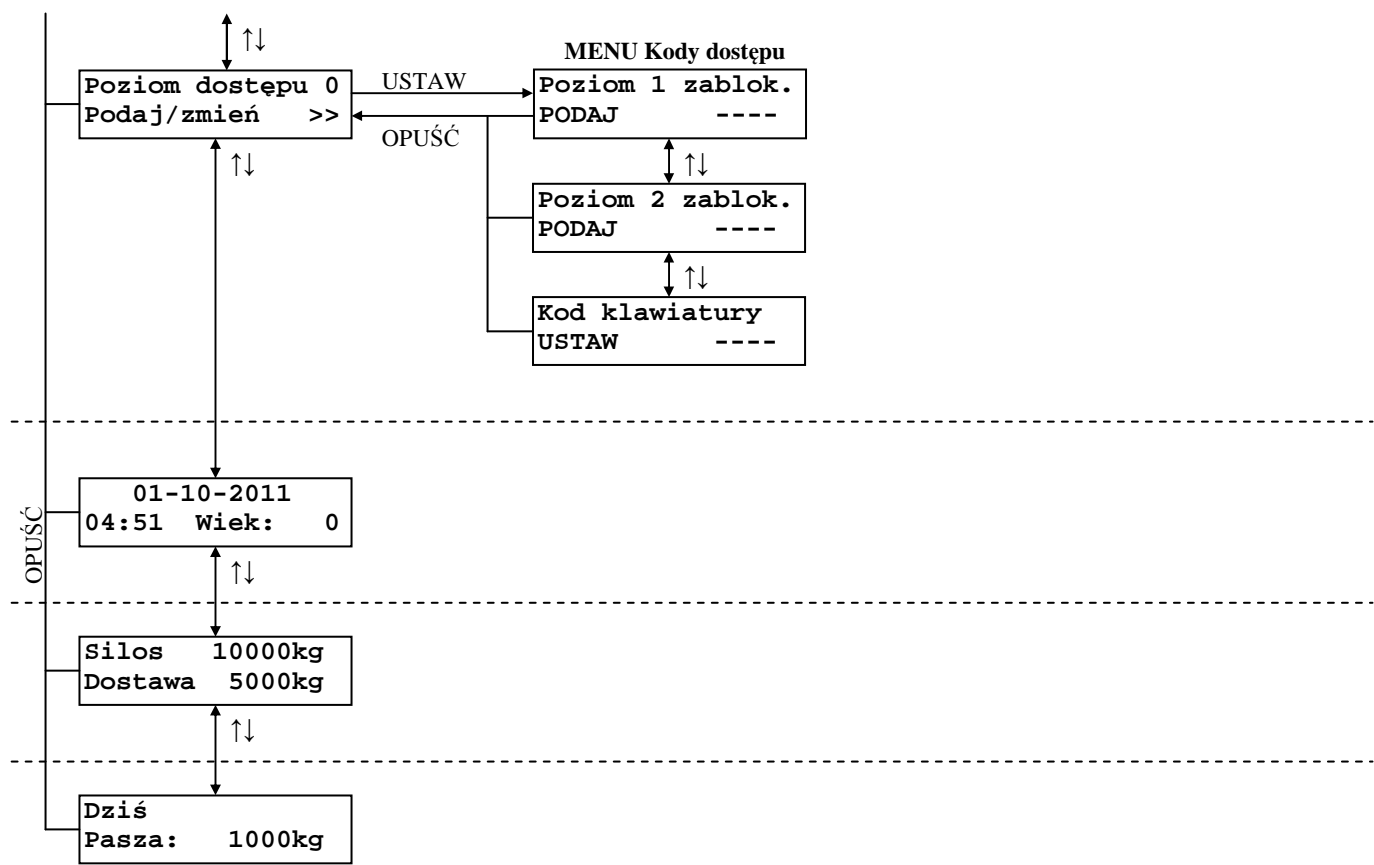 ↑↓
MENU Kody dostępu
Poziom dostępu 0
Podaj/zmień >>
USTAW
OPUŚĆ
Poziom 1 zablok.
PODAJ ----
↑↓
↑↓
Poziom 2 zablok.
PODAJ ----
↑↓
Kod klawiatury
USTAW ----
OPUŚĆ
01-10-2011
04:51 Wiek: 0
↑↓
Silos 10000kg
Dostawa 5000kg
↑↓
Dziś
Pasza: 1000kg